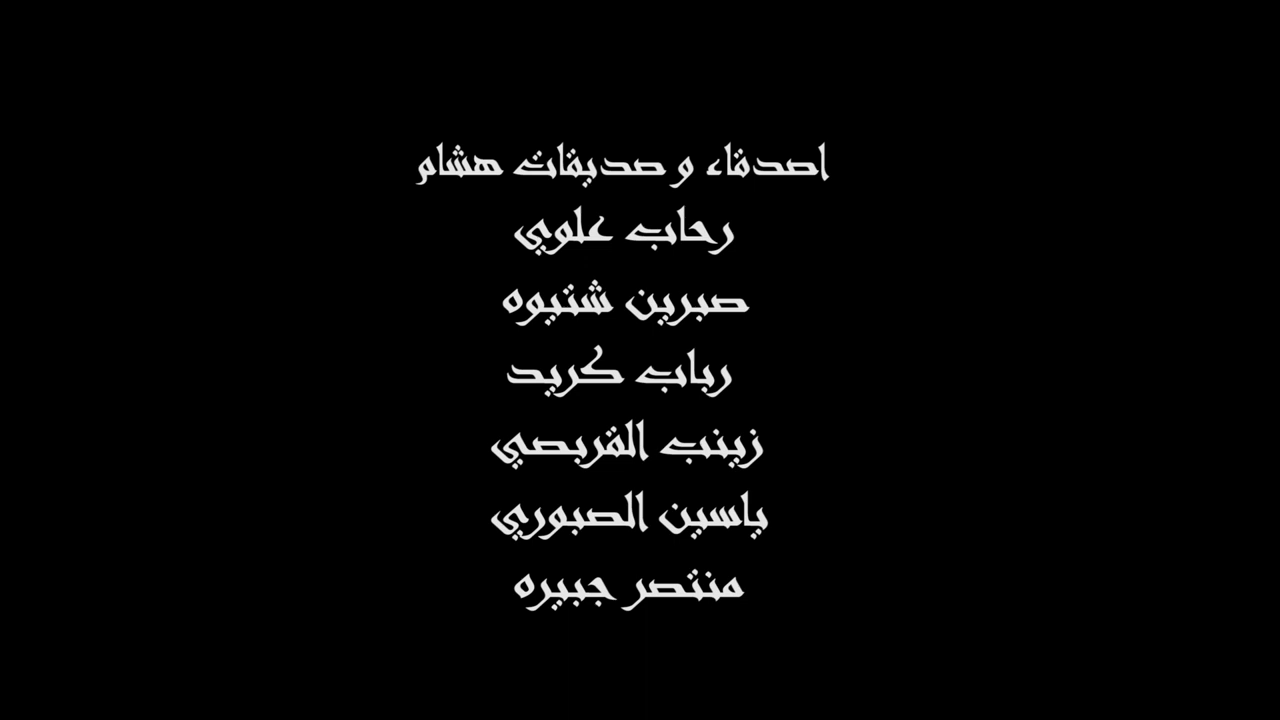 اصدقاء و صديقات هشام
رحاب علوي
صبرين شتيوه
رباب كريد
زينب القربصي
ياسين الصبوري
منتصر جبيره